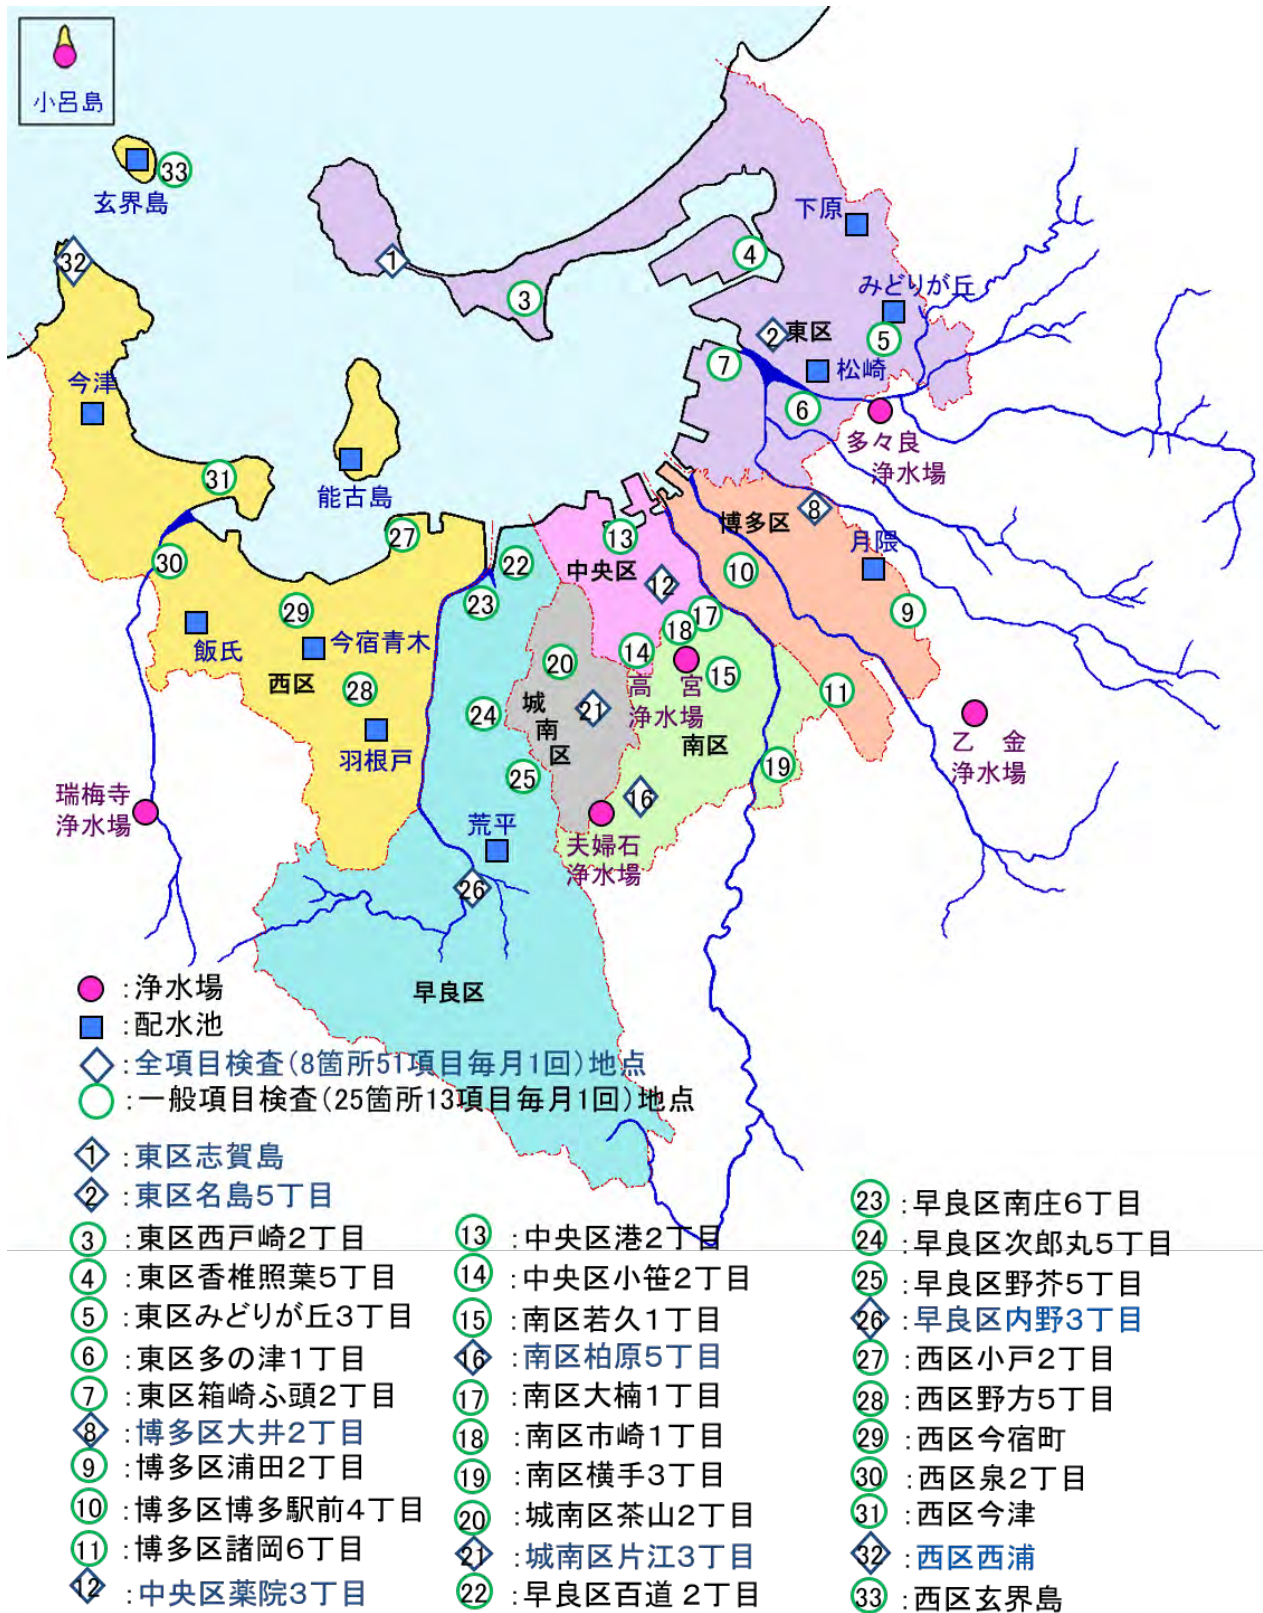 小呂島
33
玄界島
32
1
下原
4
みどりが丘
3
2
東区
5
7
松崎
今津
6
多々良
浄水場
31
能古島
8
博多区
27
13
月隈
30
22
中央区
10
12
23
29
17
9
飯氏
今宿青木
18
14
20
西区
28
高宮
浄水場
15
11
24
城南区
21
南区
乙金
浄水場
羽根戸
25
19
瑞梅寺
浄水場
16
荒平
夫婦石
浄水場
26
早良区
:浄水場
:配水池
:全項目検査(8箇所51項目毎月1回)地点
:一般項目検査(25箇所13項目毎月1回)地点
1:東区志賀島
2:東区名島5丁目
3:東区西戸崎2丁目
4:東区香椎照葉5丁目
5:東区みどりが丘3丁目
6:東区多の津1丁目
7:東区箱崎ふ頭2丁目
8:博多区大井2丁目
9:博多区浦田2丁目
10:博多区博多駅前4丁目
11:博多区諸岡6丁目
12:中央区薬院3丁目
13:中央区港2丁目
14:中央区小笹2丁目
15:南区若久1丁目
16:南区柏原5丁目
17:南区大楠1丁目
18:南区市崎1丁目
19:南区横手3丁目
20:城南区茶山2丁目
21:城南区片江3丁目
22:早良区百道2丁目
23:早良区南庄6丁目
24:早良区次郎丸5丁目
25:早良区野芥5丁目
26:早良区内野3丁目
27:西区小戸2丁目
28:西区野方5丁目
29:西区今宿町
30:西区泉2丁目
31:西区今津
32:西区西浦
33:西区玄界島